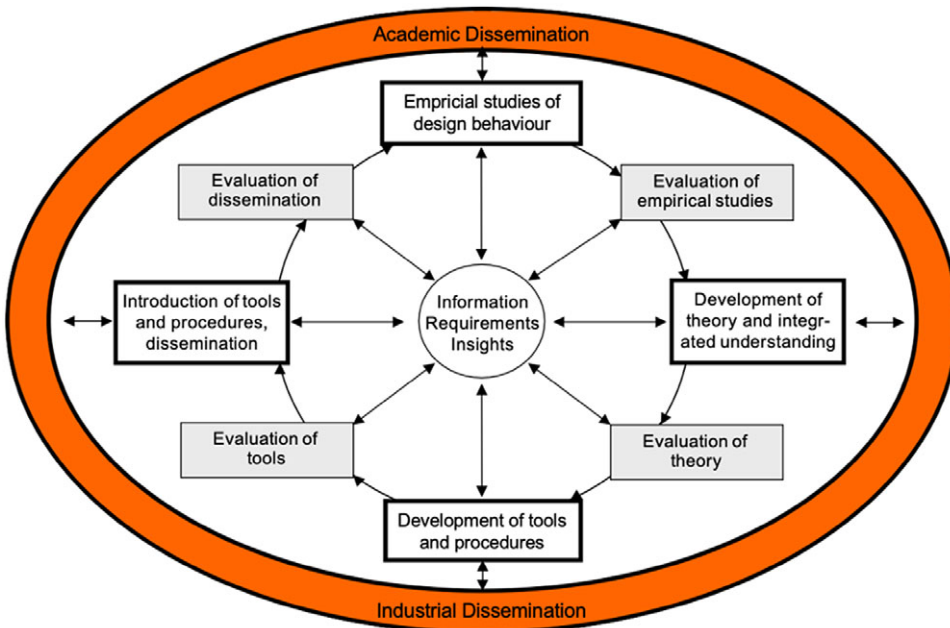 Academic Dissemination
Empricial studies of
design behaviour
Evaluation of
dissemination
Evaluation of
empirical studies
Introduction of tools
and procedures,
dissemination
Information
Requirements
Insights
Development of
theory and integr-
ated understanding
Evaluation of
tools
Evaluation of
theory
Development of tools
and procedures
Industrial Dissemination